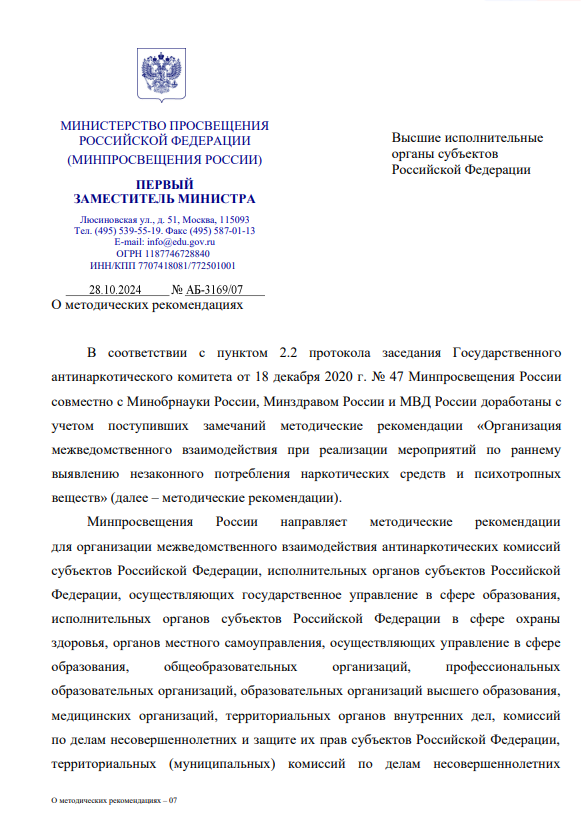 МИНИСТЕРСТВО ПРОСВЕЩЕНИЯ
РОССИЙСКОЙ ФЕДЕРАЦИИ
(МИНПРОСВЕЩЕНИЯ РОССИИ)
ПЕРВЫЙ
ЗАМЕСТИТЕЛЬ МИНИСТРА
Люсиновская ул., д. 51, Москва, 115093
Тел. (495) 539-55-19. Факс (495) 587-01-13
E-mail: info@edu.gov.ru
ОГРН 1187746728840
ИНН/КПП 7707418081/772501001
28.10.2024 № АБ-3169/07
О методических рекомендациях
Высшие исполнительные
органы субъектов
Российской Федерации
В соответствии с пунктом 2.2 протокола заседания Государственного
антинаркотического комитета от 18 декабря 2020 г. № 47 Минпросвещения России
совместно с Минобрнауки России, Минздравом России и МВД России доработаны с
учетом поступивших замечаний методические рекомендации «Организация
межведомственного взаимодействия при реализации мероприятий по раннему
выявлению незаконного потребления наркотических средств и психотропных
веществ» (далее – методические рекомендации).
Минпросвещения России направляет методические рекомендации
для организации межведомственного взаимодействия антинаркотических комиссий
субъектов Российской Федерации, исполнительных органов субъектов Российской
Федерации, осуществляющих государственное управление в сфере образования,
исполнительных органов субъектов Российской Федерации в сфере охраны
здоровья, органов местного самоуправления, осуществляющих управление в сфере
образования, общеобразовательных организаций, профессиональных
образовательных организаций, образовательных организаций высшего образования,
медицинских организаций, территориальных органов внутренних дел, комиссий
по делам несовершеннолетних и защите их прав субъектов Российской Федерации,
территориальных (муниципальных) комиссий по делам несовершеннолетних
О методических рекомендациях – 07